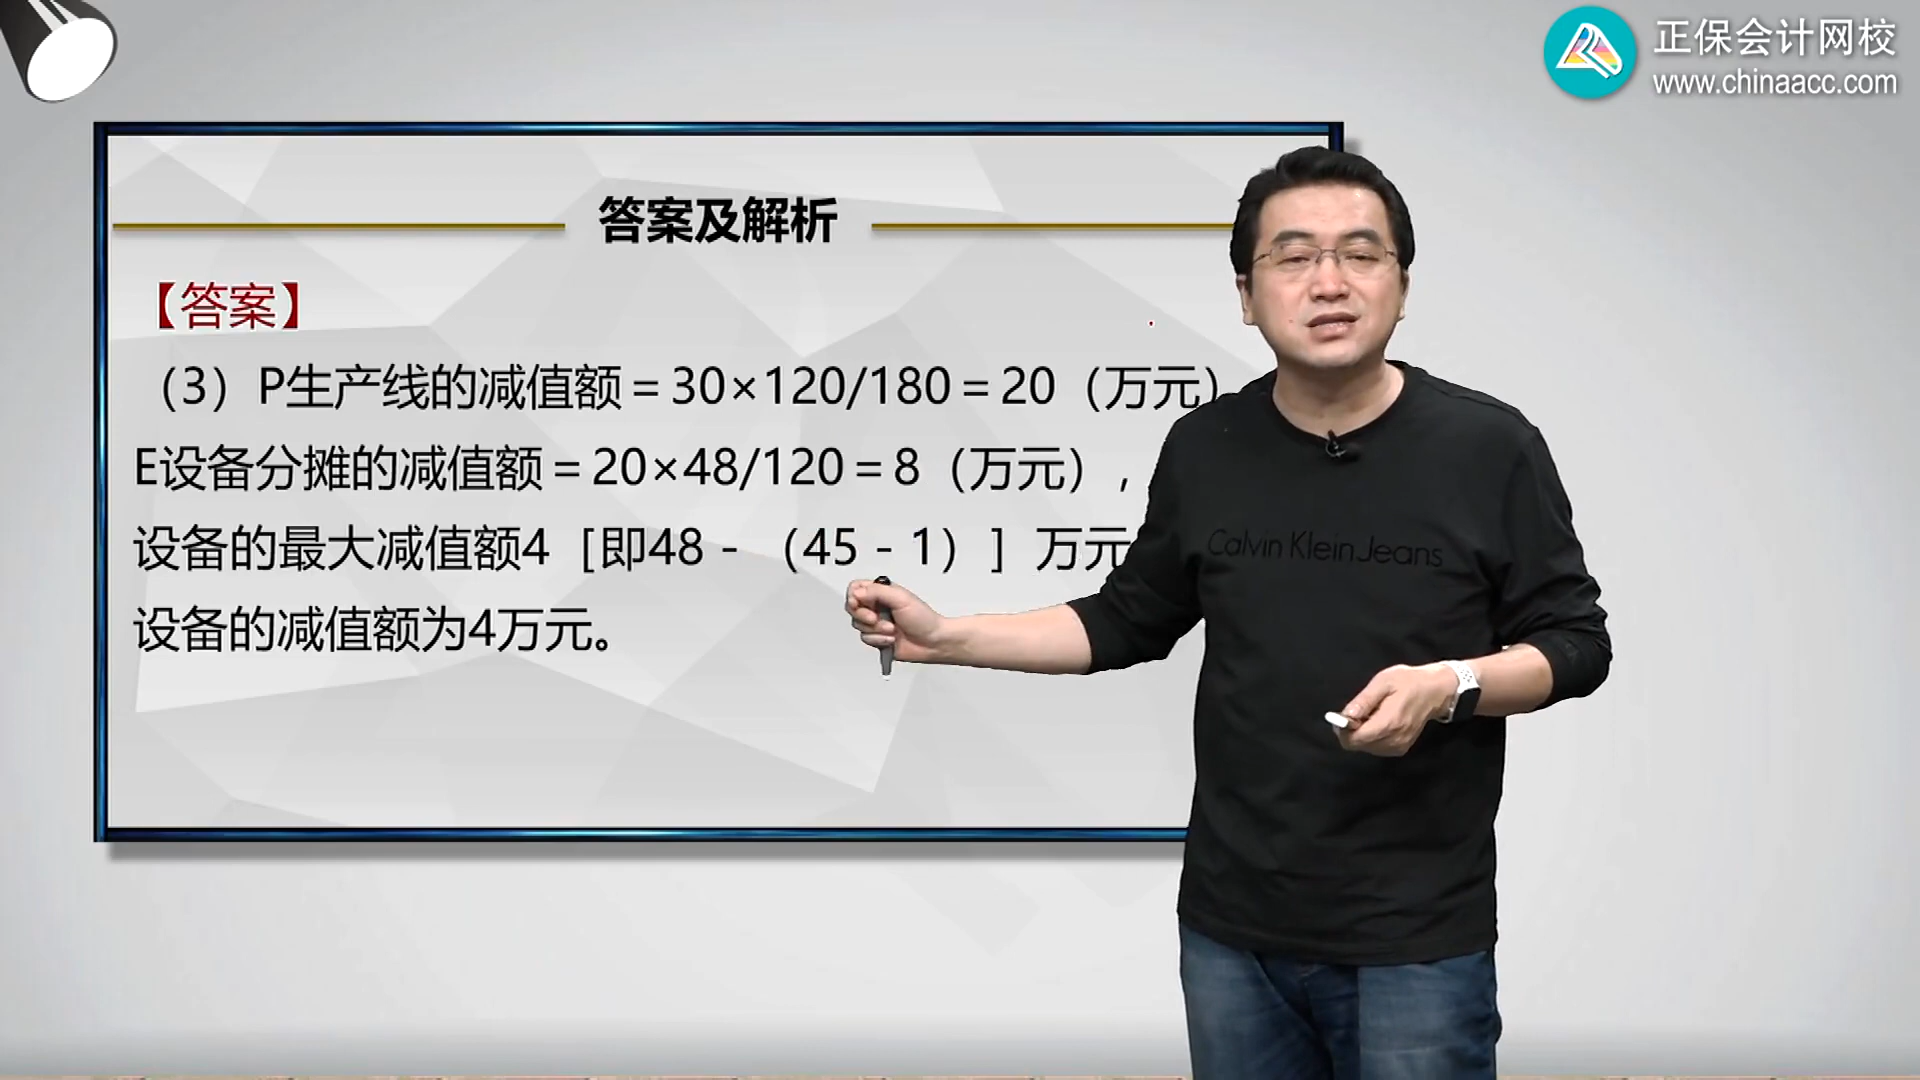 正保会计网校
www.chinaacc.com
答案及解析
【答案】
（3）P生产线的减值额＝30×120/180＝20（万元）
E设备分摊的减值额＝20×48/120＝8（万元），
设备的最大减值额4［即48－（45－1）］万元
设备的减值额为4万元。
Calvin Klein Jeans